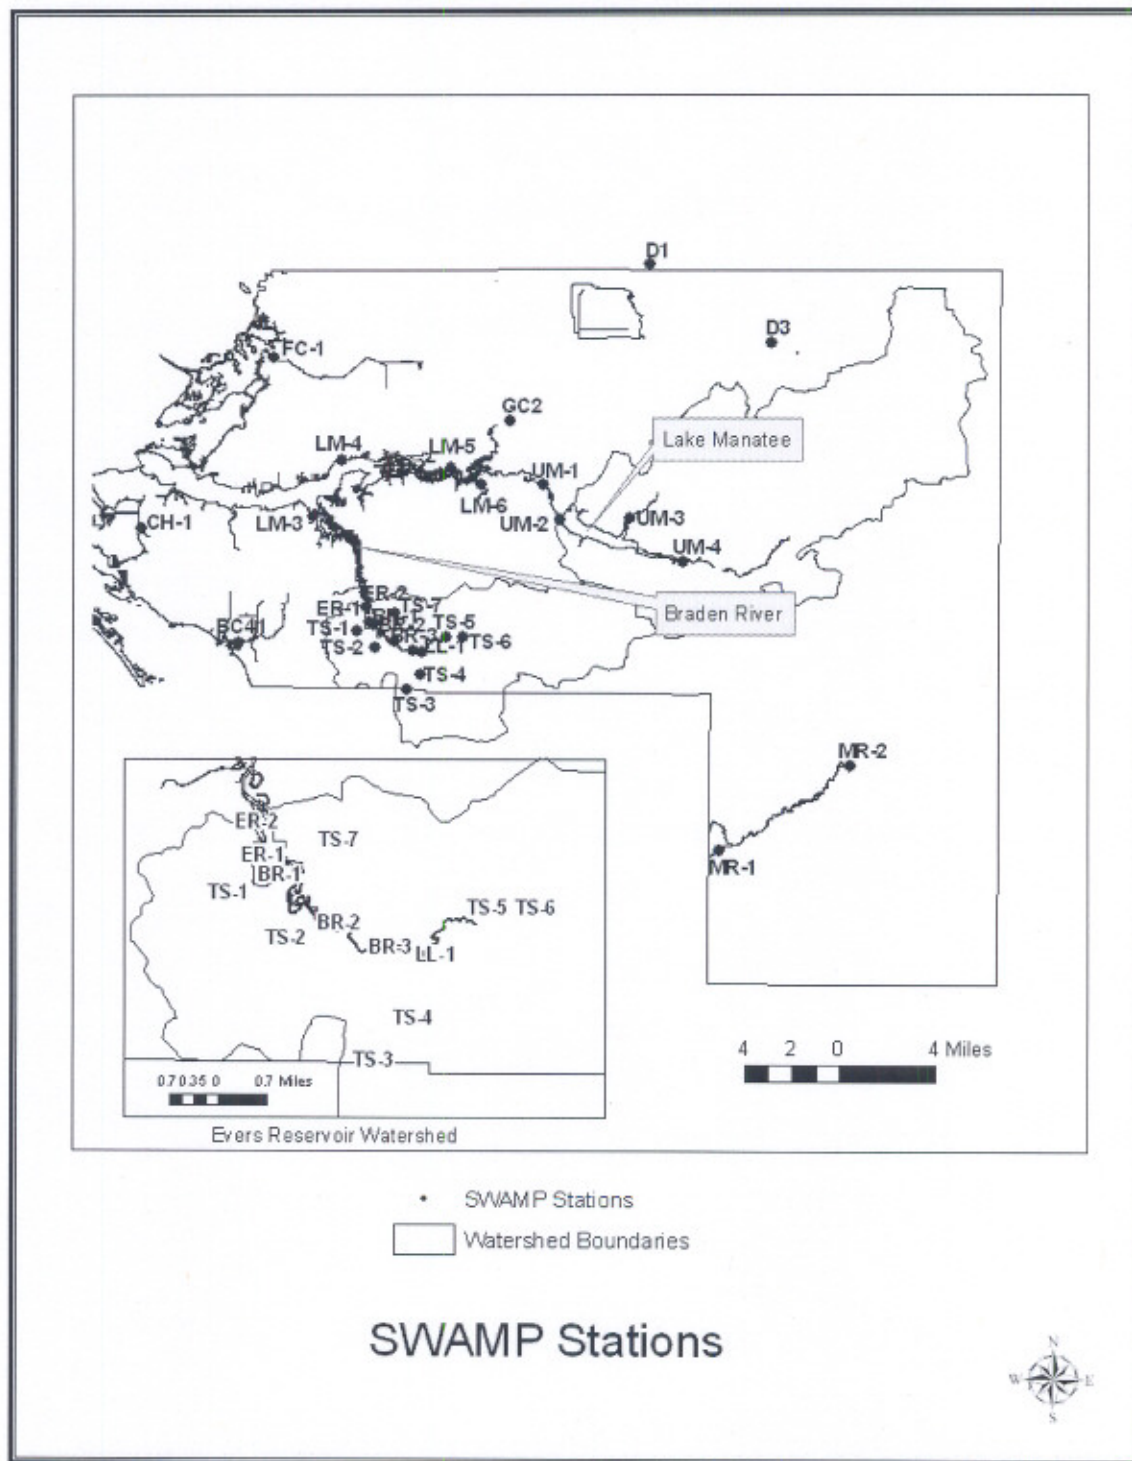 D1
D3
FC-1
GC2
Lake Manatee
LM-4
LM-5
UM-1
LM-6
CH-1
LM-3
UM-2
UM-3
UM-4
ER-2
Braden River
ER-1
TS-7
BC41
TS-1
TS-5
BR-3
TS-2
LL-1
TS-6
TS-4
TS-3
MR-2
MR-1
ER-2
TS-7
ER-1
BR-1
TS-1
TS-5 TS-6
BR-2
TS-2
BR-3
LL-1
TS-4
TS-3
4 2 0 4 Miles
0.7 0.35 0 0.7 Miles
Evers Reservoir Watershed
SWAMP Stations
Watershed Boundaries
SWAMP Stations
N
W E
S